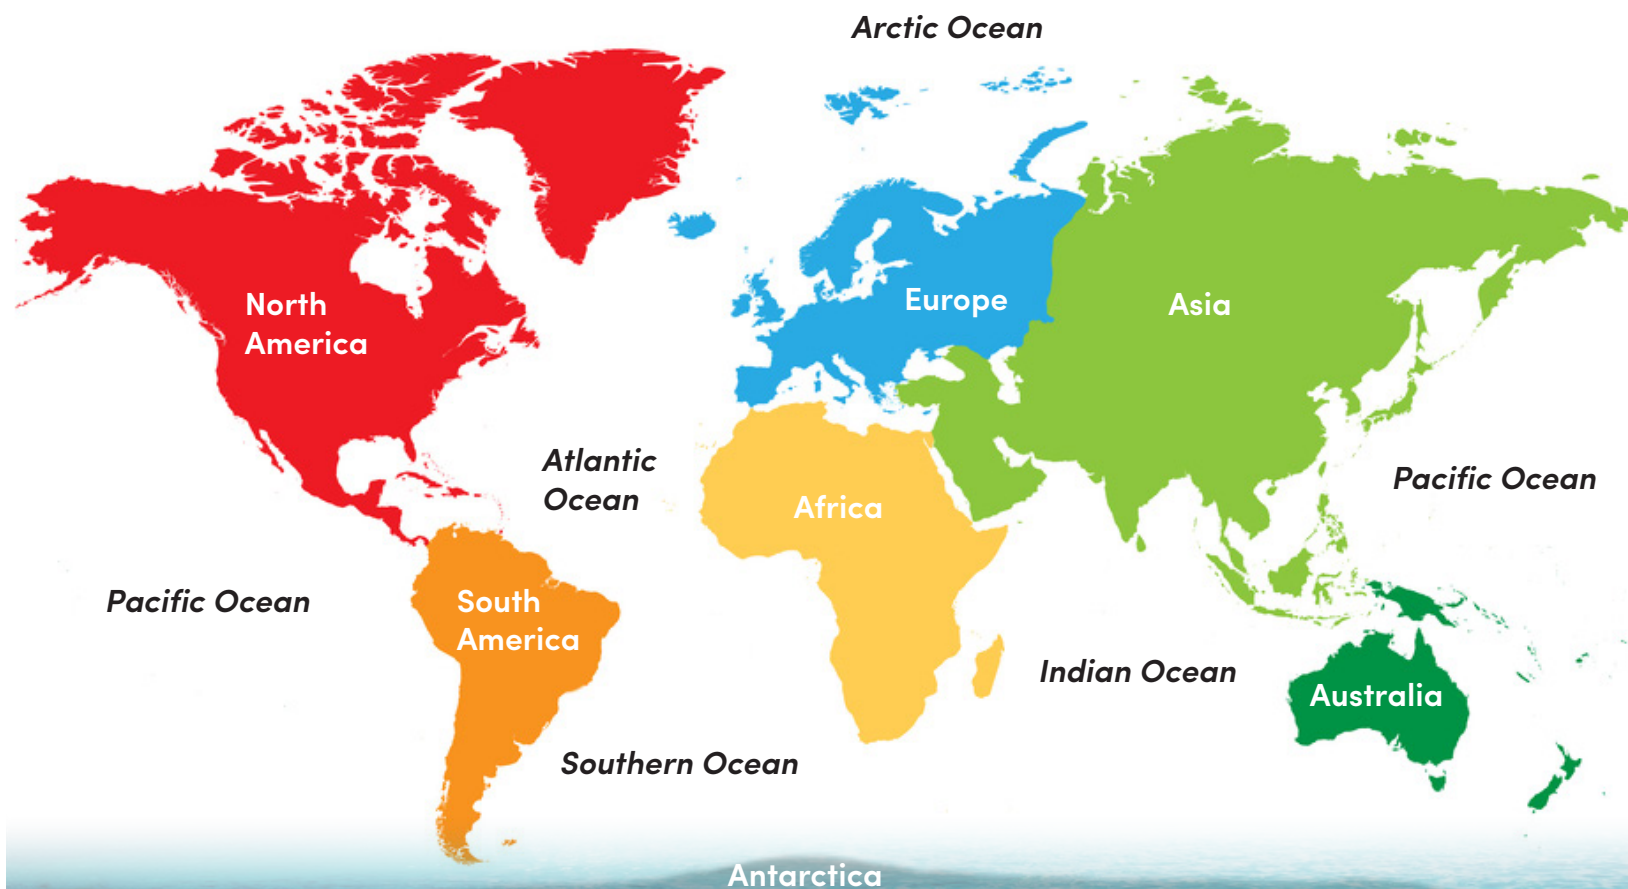 Arctic Ocean
North
America
Europe
Asia
Atlantic
Ocean
Africa
Pacific Ocean
Pacific Ocean
South
America
Indian Ocean
Australia
Southern Ocean
Antarctica